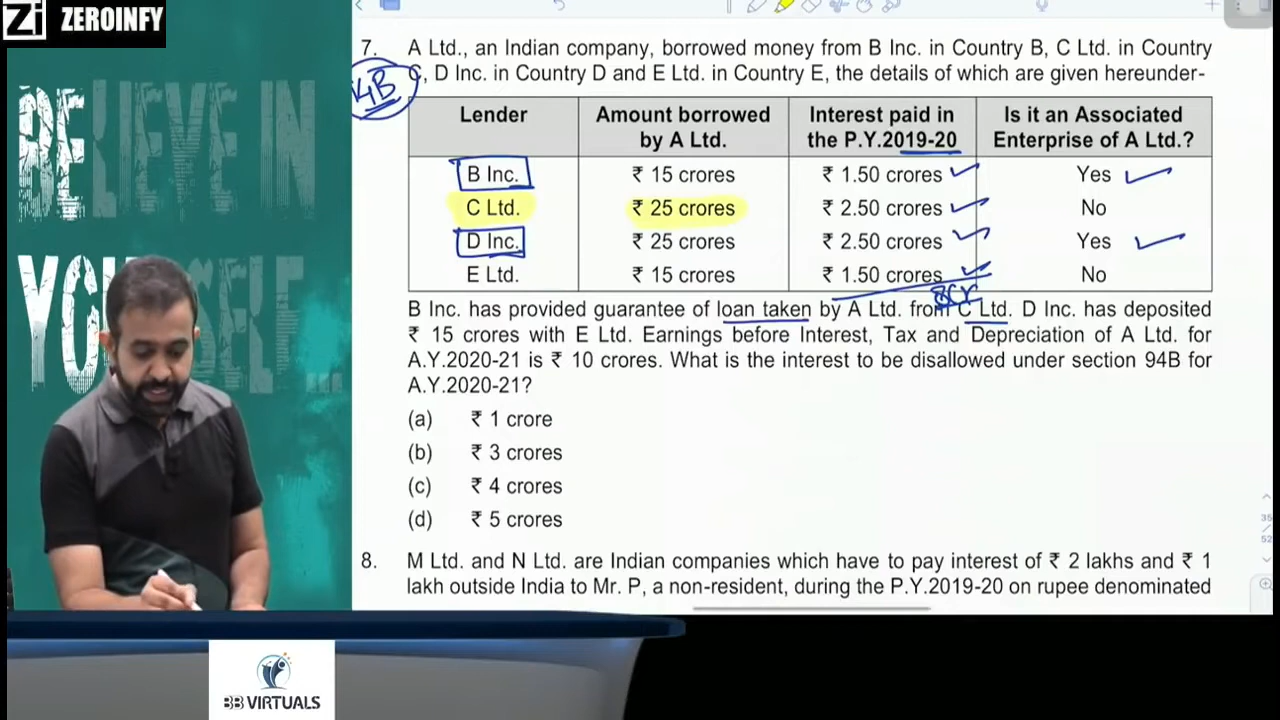 Zi ZEROINFY
BELIEVE IN
YOURSELF...
7. A Ltd., an Indian company, borrowed money from B Inc. in Country B, C Ltd. in Country
C, D Inc. in Country D and E Ltd. in Country E, the details of which are given hereunder-
94B
Lender Amount borrowed by A Ltd. Interest paid in the P.Y.2019-20 Is it an Associated Enterprise of A Ltd.?
B Inc. ₹ 15 crores ₹ 1.50 crores Yes
C Ltd. ₹ 25 crores ₹ 2.50 crores No
D Inc. ₹ 25 crores ₹ 2.50 crores Yes
E Ltd. ₹ 15 crores ₹ 1.50 crores No
8cr
B Inc. has provided guarantee of loan taken by A Ltd. from C Ltd. D Inc. has deposited
₹ 15 crores with E Ltd. Earnings before Interest, Tax and Depreciation of A Ltd. for
A.Y.2020-21 is ₹ 10 crores. What is the interest to be disallowed under section 94B for
A.Y.2020-21?
(a) ₹ 1 crore
(b) ₹ 3 crores
(c) ₹ 4 crores
(d) ₹ 5 crores
8. M Ltd. and N Ltd. are Indian companies which have to pay interest of ₹ 2 lakhs and ₹ 1
lakh outside India to Mr. P, a non-resident, during the P.Y.2019-20 on rupee denominated
35
52
BB VIRTUALS